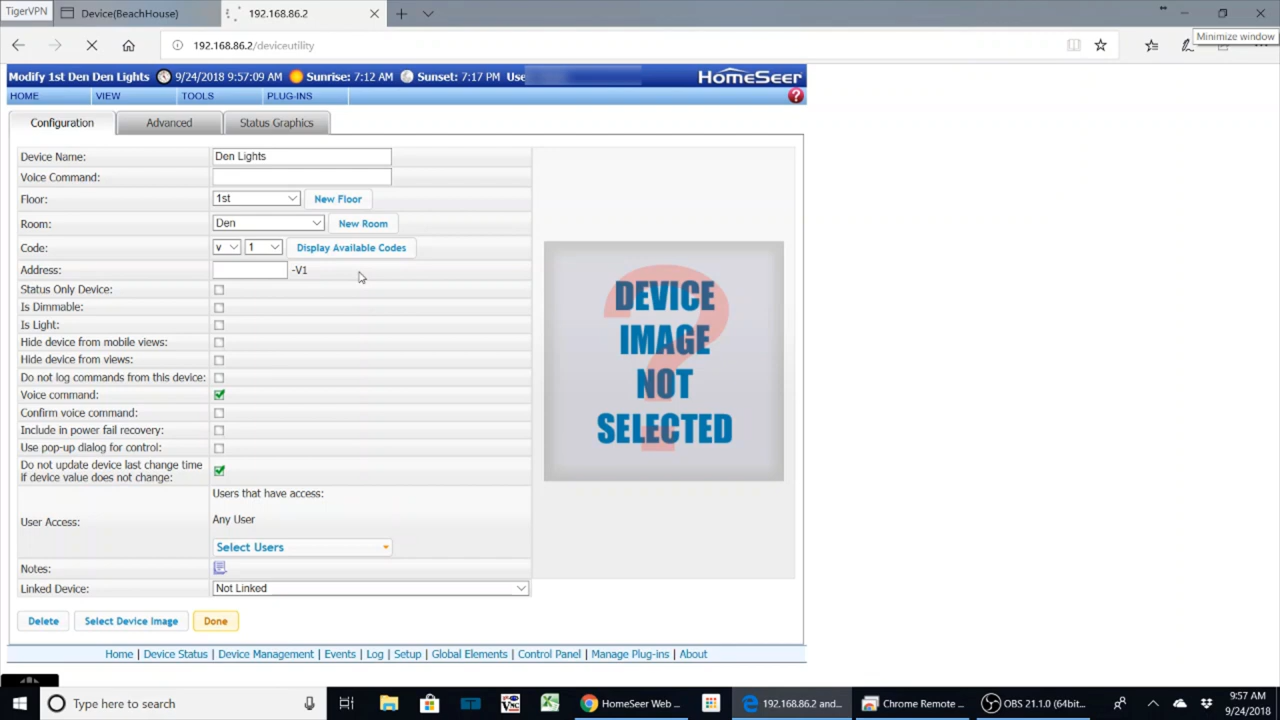 TigerVPN
Device(BeachHouse)
192.168.86.2
192.168.86.2/deviceutility
Minimize window
Modify 1st Den Den Lights 9/24/2018 9:57:09 AM Sunrise: 7:12 AM Sunset: 7:17 PM Use
HomeSeer
HOME VIEW TOOLS PLUG-INS
?
Configuration Advanced Status Graphics
Device Name: Den Lights
Voice Command:
Floor: 1st New Floor
Room: Den New Room
Code: v 1 Display Available Codes
Address: -V1
Status Only Device:
Is Dimmable:
Is Light:
Hide device from mobile views:
Hide device from views:
Do not log commands from this device:
Voice command:
Confirm voice command:
Include in power fail recovery:
Use pop-up dialog for control:
Do not update device last change time
if device value does not change:
User Access:
Users that have access:
Any User
Select Users
Notes:
Linked Device: Not Linked
?
DEVICE
IMAGE
NOT
SELECTED
Delete Select Device Image Done
Home | Device Status | Device Management | Events | Log | Setup | Global Elements | Control Panel | Manage Plug-ins | About
Type here to search
HomeSeer Web ...
192.168.86.2 and...
Chrome Remote ...
OBS 21.1.0 (64bit...
9:57 AM
9/24/2018